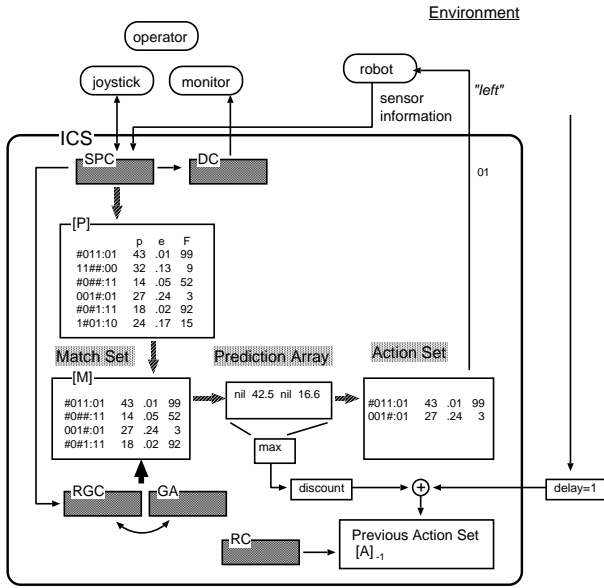 Environment
operator
joystick
monitor
robot
"left"
sensor
information
ICS
SPC
DC
01
[P]
p e F
#011:01 43 .01 99
11##:00 32 .13 9
#0##:11 14 .05 52
001#:01 27 .24 3
#0#1:11 18 .02 92
1#01:10 24 .17 15
Match Set
Prediction Array
Action Set
[M]
#011:01 43 .01 99
#0##:11 14 .05 52
001#:01 27 .24 3
#0#1:11 18 .02 92
nil 42.5 nil 16.6
#011:01 43 .01 99
001#:01 27 .24 3
max
RGC
GA
discount
+
delay=1
RC
Previous Action Set
[A] -1